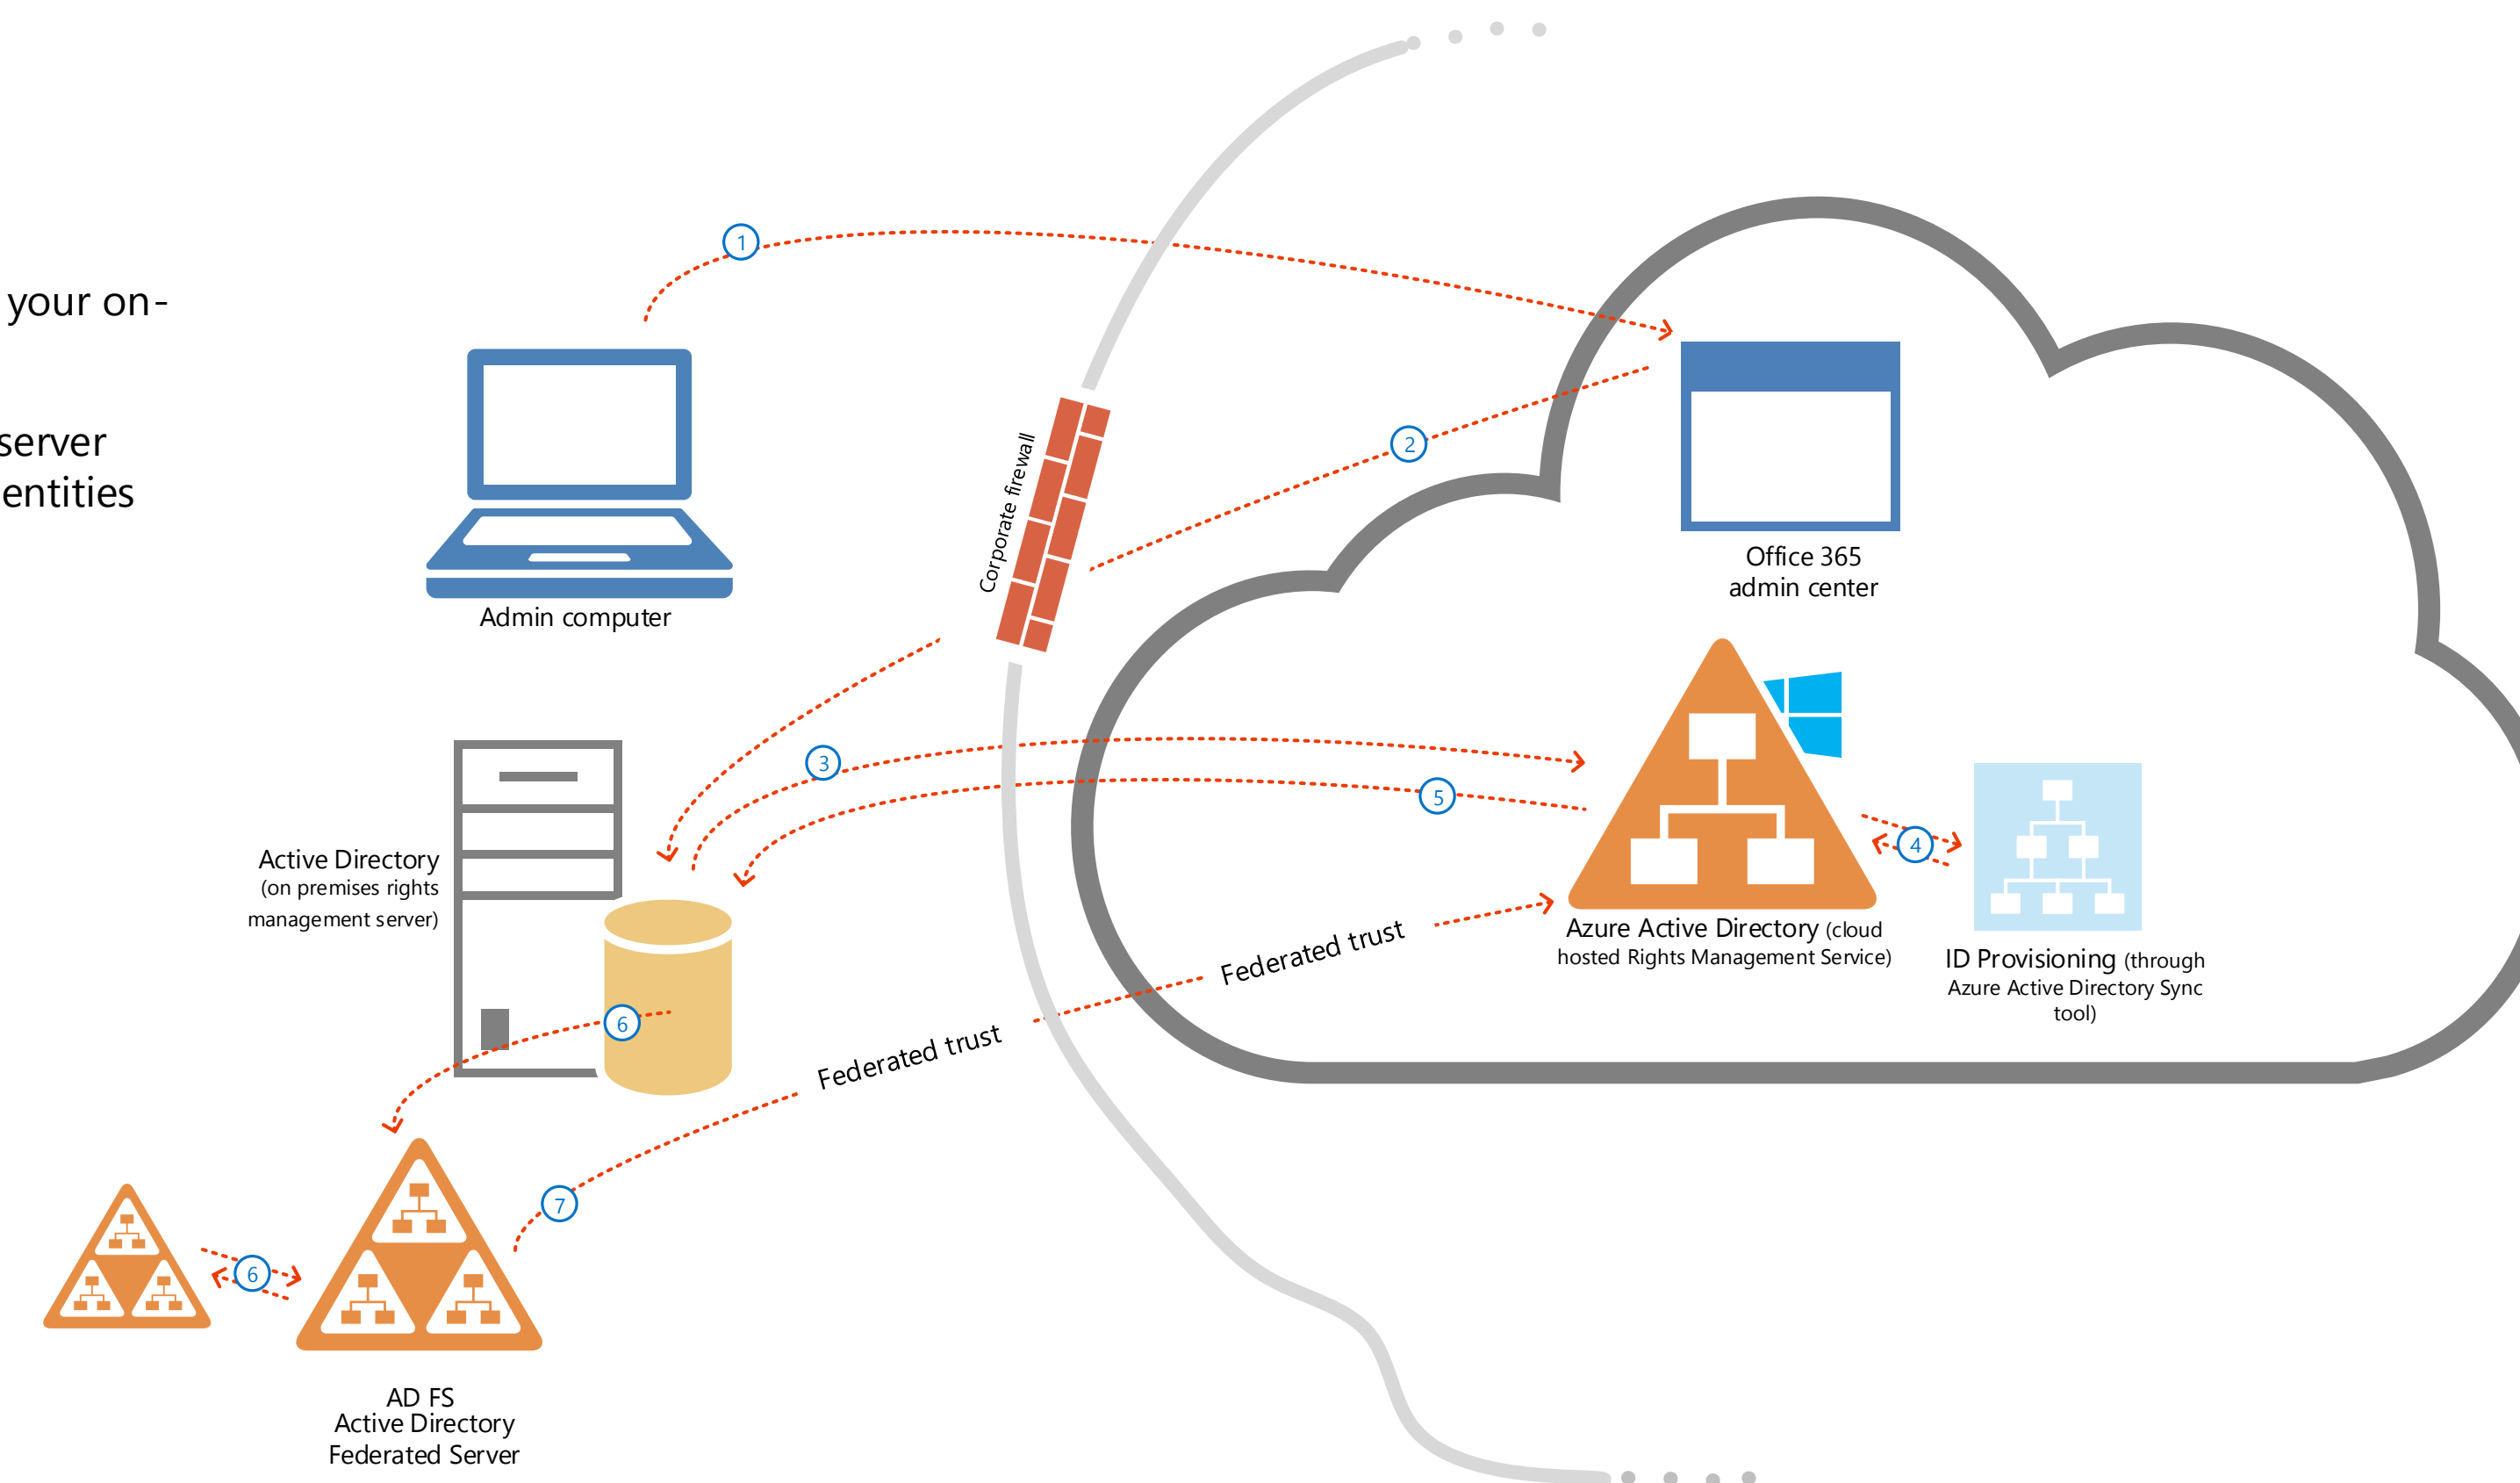 your on-
server
entities
1
2
Corporate firewall
Office 365
admin center
Admin computer
3
5
4
Active Directory
(on premises rights
management server)
Azure Active Directory (cloud
hosted Rights Management Service)
ID Provisioning (through
Azure Active Directory Sync
tool)
Federated trust
6
Federated trust
7
6
AD FS
Active Directory
Federated Server